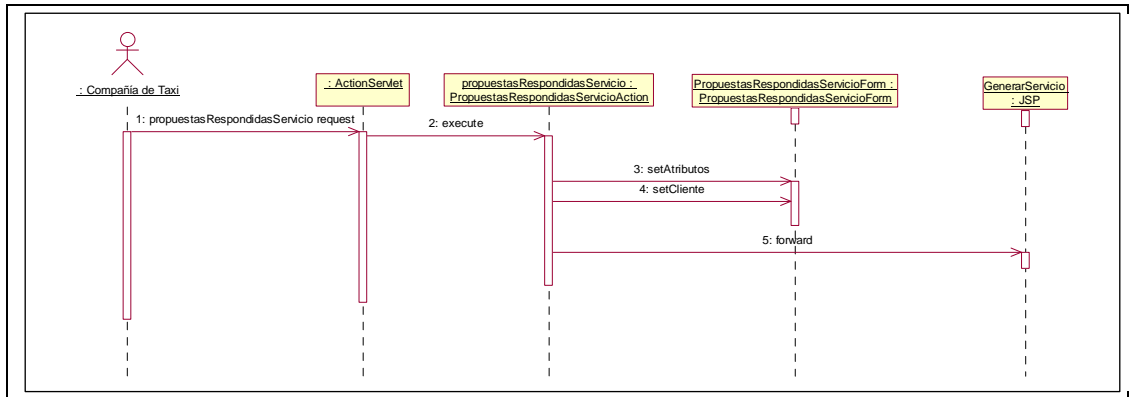 : Compañía de Taxi
: ActionServlet
propuestasRespondidasServicio :
PropuestasRespondidasServicioAction
PropuestasRespondidasServicioForm :
PropuestasRespondidasServicioForm
GenerarServicio
: JSP
1: propuestasRespondidasServicio request
2: execute
3: setAtributos
4: setCliente
5: forward